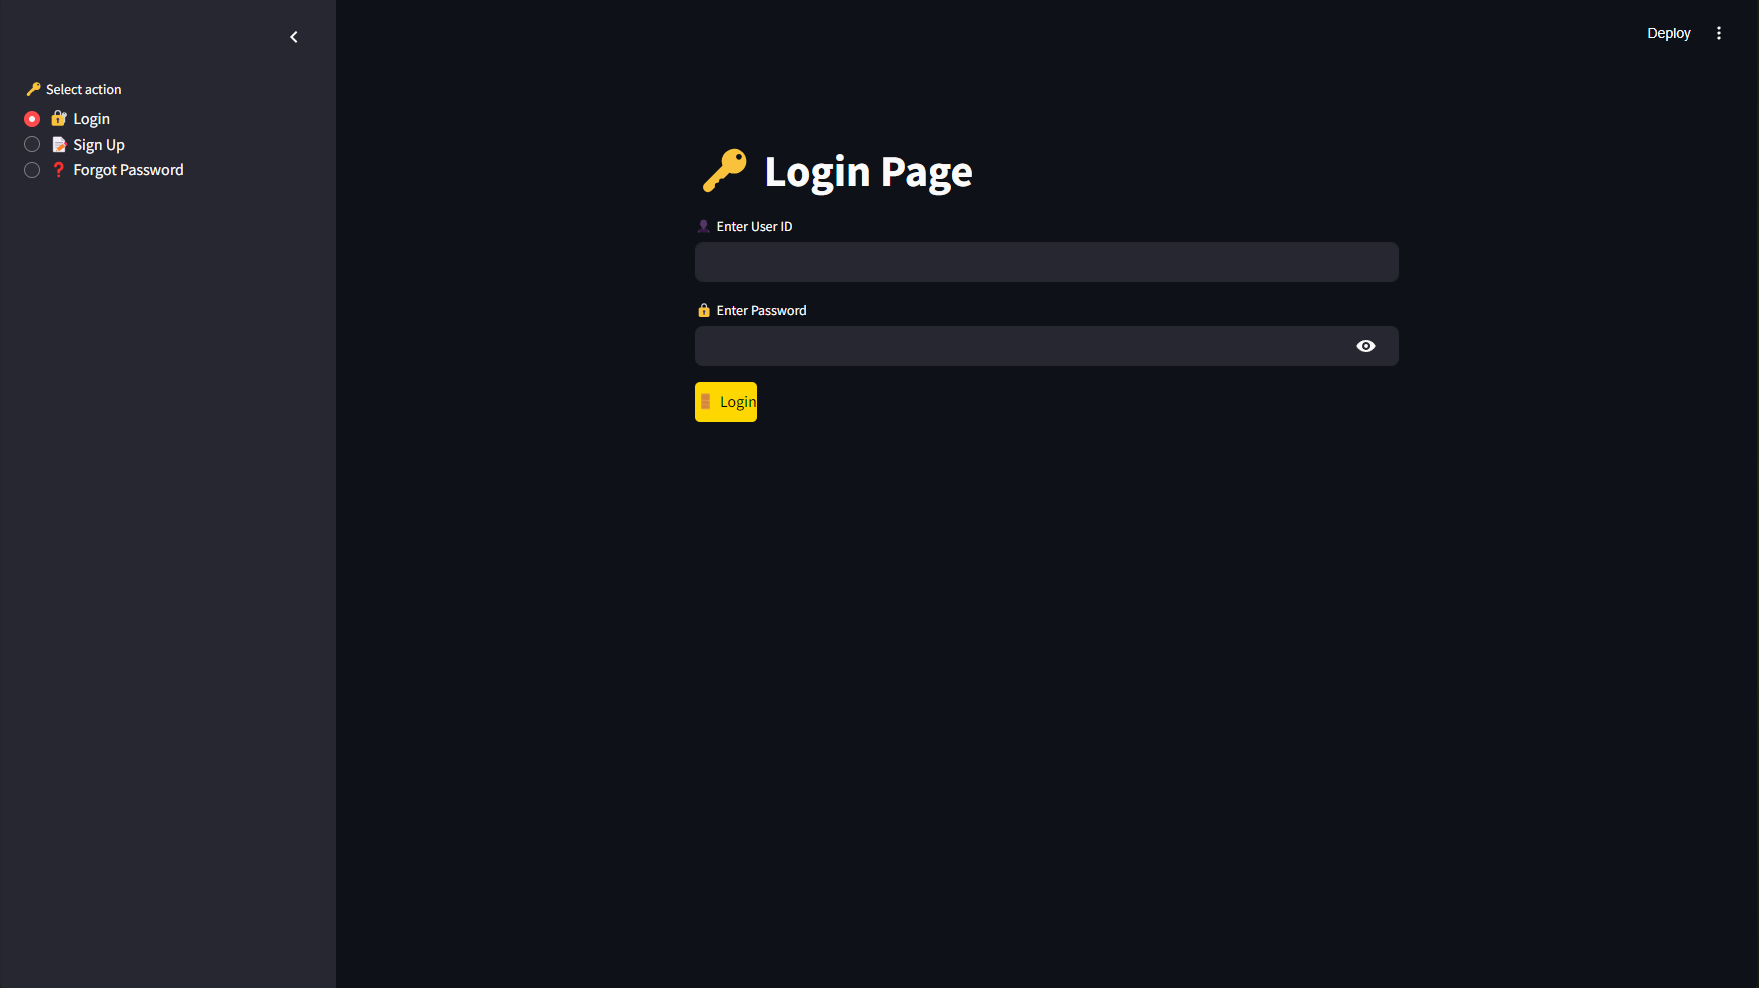 Deploy
Select action
Login
Sign Up
Forgot Password
Login Page
Enter User ID
Enter Password
Login